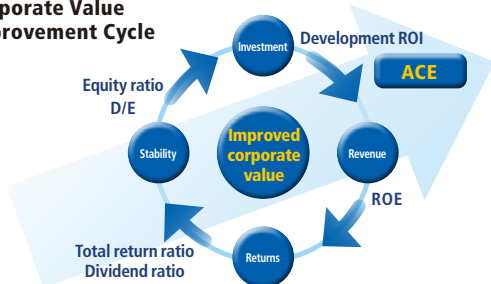 porate Value
provement Cycle
Investment
Development ROI
ACE
Equity ratio
D/E
Stability
Improved
corporate
value
Revenue
ROE
Total return ratio
Dividend ratio
Returns